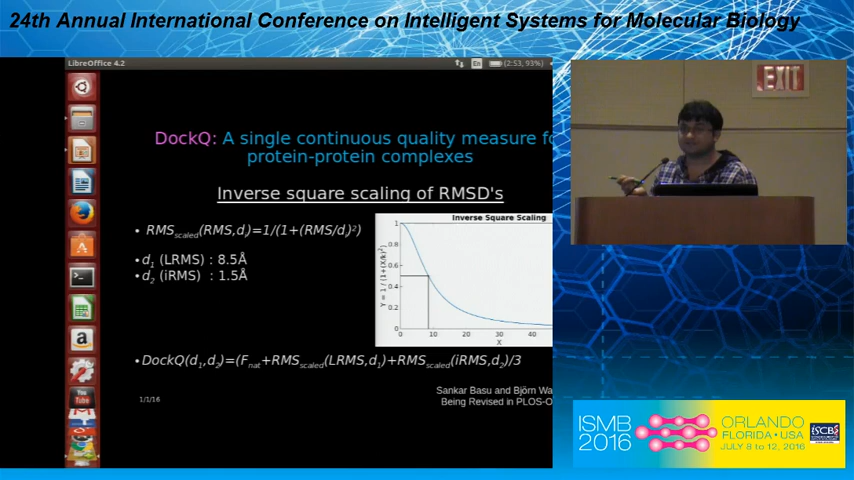 24th Annual International Conference on Intelligent Systems for Molecular Biology
LibreOffice 4.2
En
(2:53, 93%)
EXIT
DockQ: A single continuous quality measure fo
protein-protein complexes
Inverse square scaling of RMSD's
• RMSscaled(RMS,di)=1/(1+(RMS/di)²)
• d1 (LRMS) : 8.5Å
• d2 (iRMS) : 1.5Å
Inverse Square Scaling
Y = 1 / (1+(X/k)²)
1
0.8
0.6
0.4
0.2
0
0 10 20 30 40
X
• DockQ(d1,d2)=(Fnat+RMSscaled(LRMS,d1)+RMSscaled(iRMS,d2)/3
1/1/16
Sankar Basu and Björn Wa
Being Revised in PLOS-O
You
Tube
a
ISMB
2016
ORLANDO
FLORIDA • USA
JULY 8 to 12, 2016
ISCB